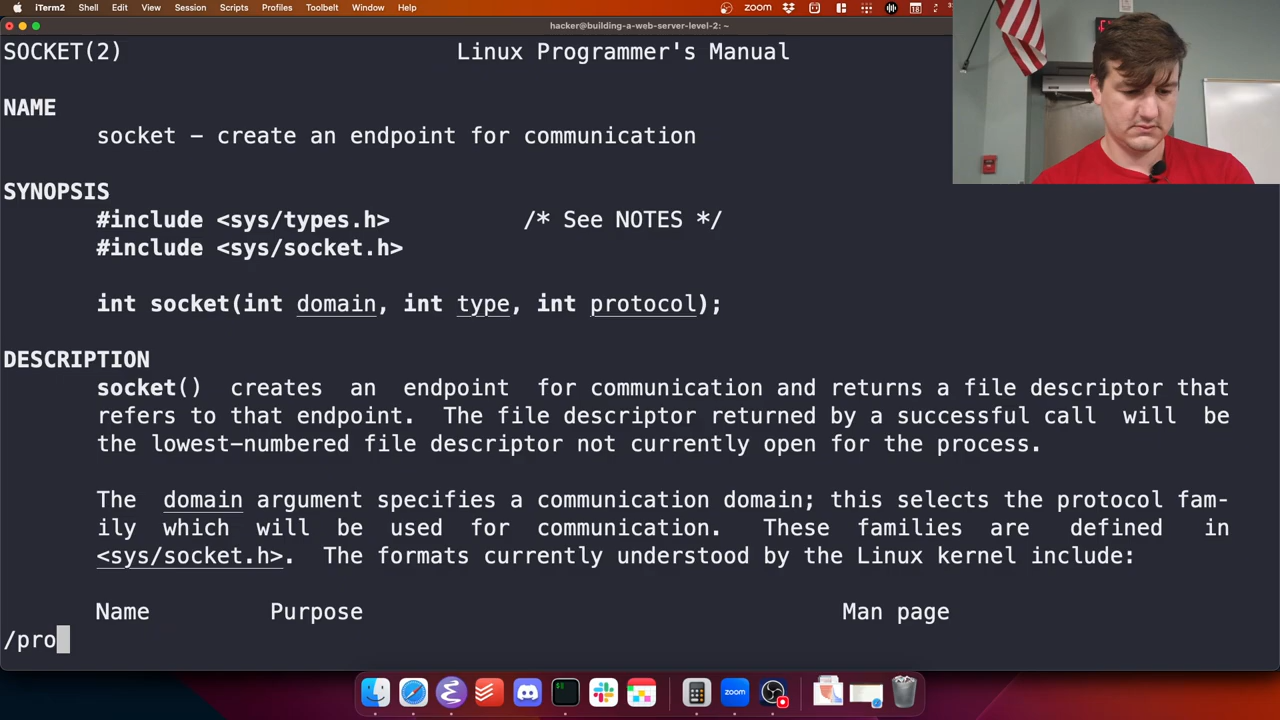 iTerm2 Shell Edit View Session Scripts Profiles Toolbelt Window Help zoom
hacker@building-a-web-server-level-2: ~
SOCKET(2) Linux Programmer's Manual
NAME
socket - create an endpoint for communication
SYNOPSIS
#include <sys/types.h> /* See NOTES */
#include <sys/socket.h>
int socket(int domain, int type, int protocol);
DESCRIPTION
socket() creates an endpoint for communication and returns a file descriptor that
refers to that endpoint. The file descriptor returned by a successful call will be
the lowest-numbered file descriptor not currently open for the process.
The domain argument specifies a communication domain; this selects the protocol fam-
ily which will be used for communication. These families are defined in
<sys/socket.h>. The formats currently understood by the Linux kernel include:
Name Purpose Man page
/pro
zoom